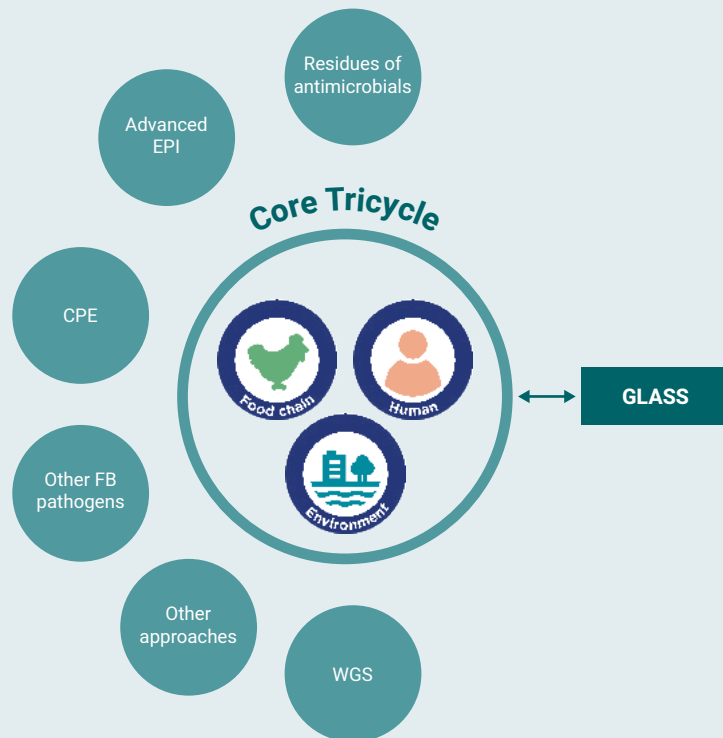 Residues of
antimicrobials
Advanced
EPI
Core Tricycle
CPE
Food chain
Human
GLASS
Environment
Other FB
pathogens
Other
approaches
WGS